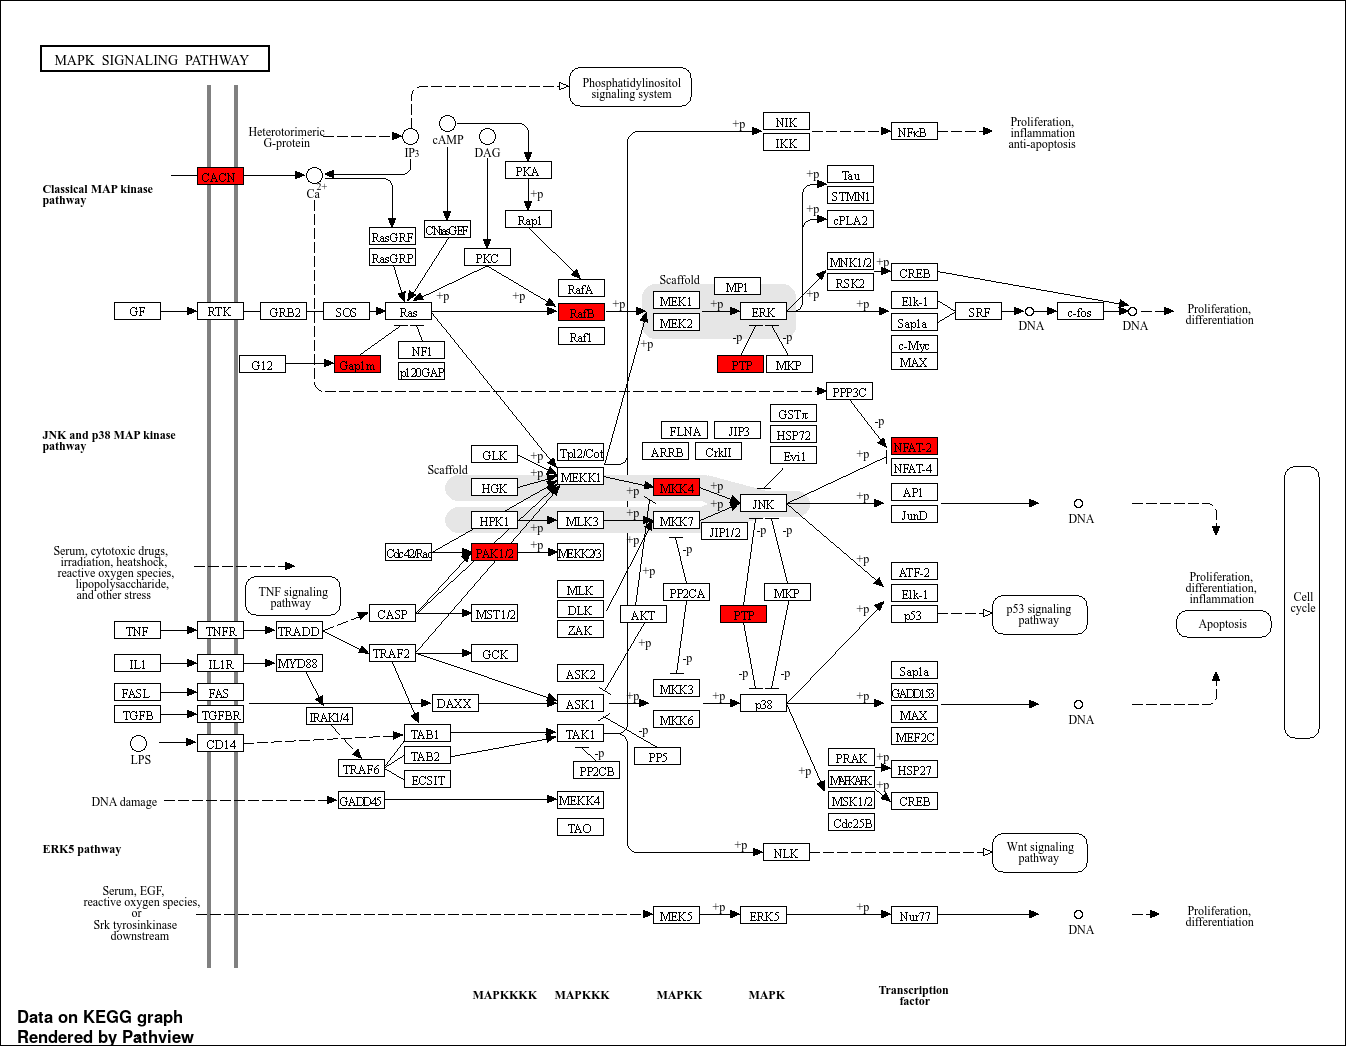 MAPK SIGNALING PATHWAY
Phosphatidylinositol
signaling system
Heterotorimeric
G-protein
IP3
cAMP
DAG
+p
NIK
IKK
NFκB
Proliferation,
inflammation
anti-apoptosis
CACN
Ca2+
PKA
+p
Rap1
Classical MAP kinase
pathway
RasGRF
RasGRP
CNrasGEF
PKC
+p
Tau
STMN1
+p
cPLA2
Scaffold
MP1
MNK1/2
RSK2
+p
CREB
GF
RTK
GRB2
SOS
Ras
+p
+p
RafA
RafB
Raf1
+p
MEK1
MEK2
+p
ERK
+p
+p
+p
Elk-1
Sap1a
c-Myc
MAX
SRF
DNA
c-fos
DNA
Proliferation,
differentiation
G12
Gap1m
NF1
p120GAP
+p
-p
-p
PTP
MKP
PPP3C
-p
JNK and p38 MAP kinase
pathway
GSTπ
HSP72
Evi1
FLNA
JIP3
ARRB
CrkII
NFAT-2
NFAT-4
+p
Scaffold
GLK
HGK
HPK1
+p
+p
Tpl2/Cot
MEKK1
MLK3
+p
+p
MKK4
MKK7
+p
+p
JNK
JIP1/2
+p
AP1
JunD
DNA
Cdc42/Rac
PAK1/2
+p
MEKK2/3
+p
-p
-p
-p
Serum, cytotoxic drugs,
irradiation, heatshock,
reactive oxygen species,
lipopolysaccharide,
and other stress
TNF signaling
pathway
MLK
DLK
ZAK
+p
AKT
PP2CA
PTP
MKP
+p
+p
ATF-2
Elk-1
p53
p53 signaling
pathway
Proliferation,
differentiation,
inflammation
Apoptosis
Cell
cycle
CASP
MST1/2
TNF
TNFR
TRADD
TRAF2
GCK
IL1
IL1R
MYD88
ASK2
+p
-p
-p
-p
MKK3
MKK6
FASL
FAS
DAXX
ASK1
+p
+p
p38
+p
Sap1a
GADD153
MAX
MEF2C
DNA
TGFB
TGFBR
IRAK1/4
LPS
CD14
TAB1
TAB2
ECSIT
TAK1
-p
-p
PP5
PP2CB
TRAF6
+p
PRAK
MAPKAPK
MSK1/2
Cdc25B
+p
+p
HSP27
CREB
DNA damage
GADD45
MEKK4
TAO
ERK5 pathway
+p
NLK
Wnt signaling
pathway
Serum, EGF,
reactive oxygen species,
or
Srk tyrosinkinase
downstream
MEK5
+p
ERK5
+p
Nur77
DNA
Proliferation,
differentiation
MAPKKKK
MAPKKK
MAPKK
MAPK
Transcription
factor
Data on KEGG graph
Rendered by Pathview